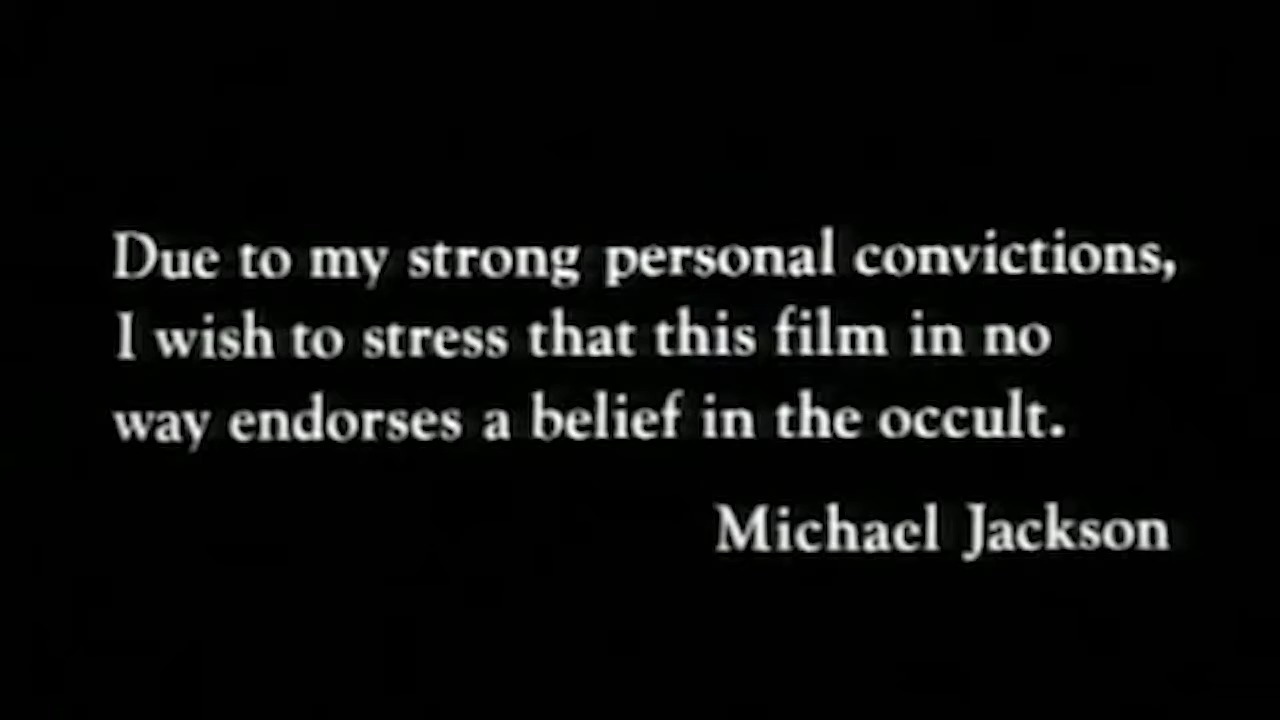 Due to my strong personal convictions,
I wish to stress that this film in no
way endorses a belief in the occult.
Michael Jackson